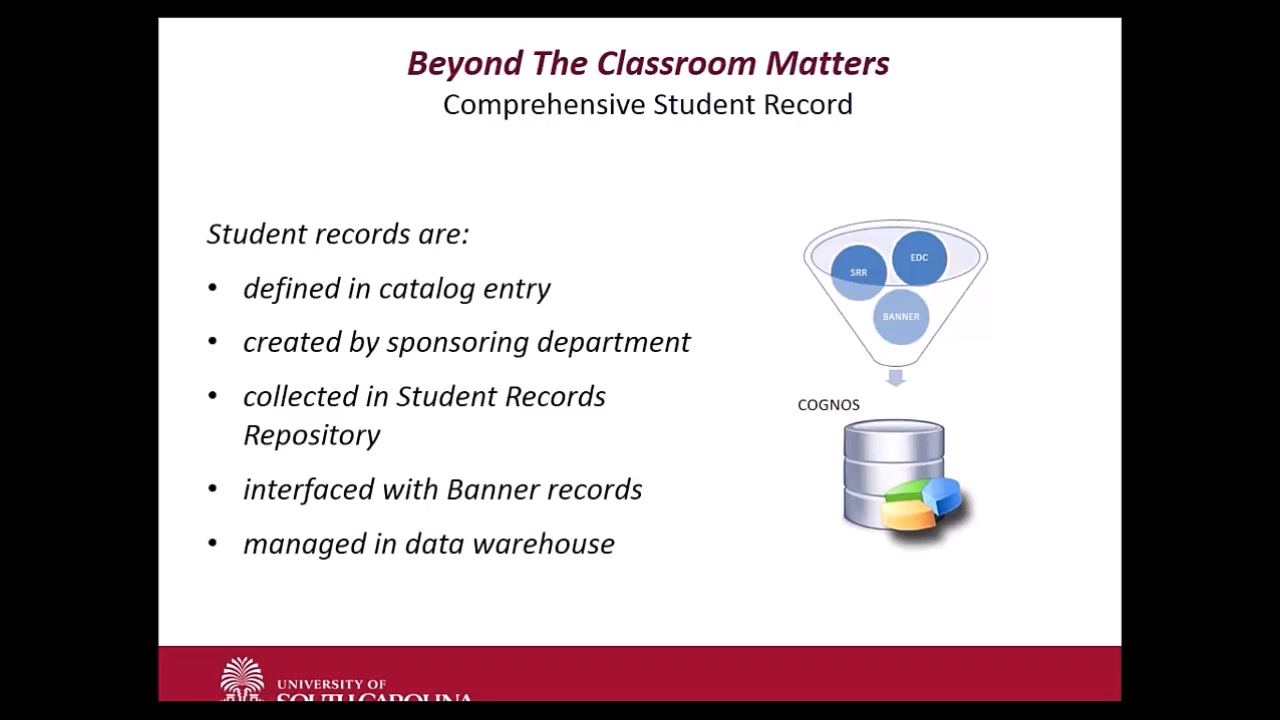 Beyond The Classroom Matters
Comprehensive Student Record
Student records are:
• defined in catalog entry
• created by sponsoring department
• collected in Student Records
Repository
• interfaced with Banner records
• managed in data warehouse
SRR
EDC
BANNER
COGNOS
UNIVERSITY OF
SOUTH CAROLINA